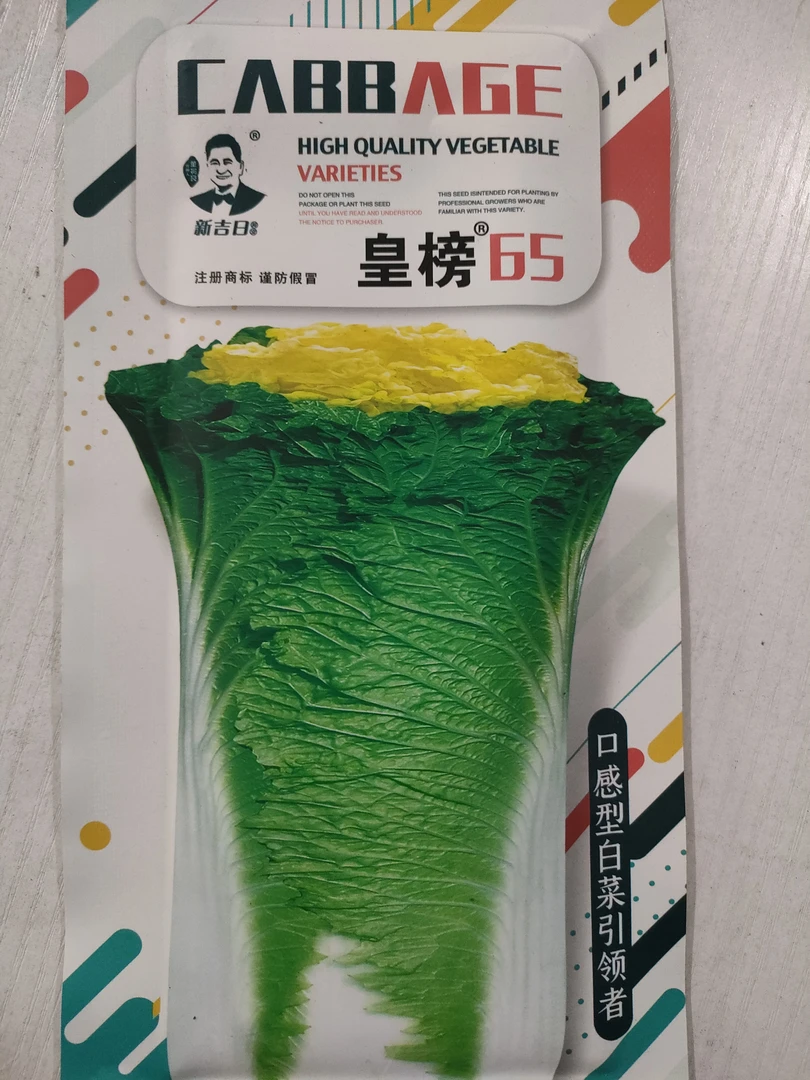 CABBAGE
HIGH QUALITY VEGETABLE
VARIETIES
DO NOT OPEN THIS
PACKAGE OR PLANT THIS SEED
UNTIL YOU HAVE READ AND UNDERSTOOD
THE NOTICE TO PURCHASER.
THIS SEED ISINTENDED FOR PLANTING BY
PROFESSIONAL GROWERS WHO ARE
FAMILIAR WITH THIS VARIETY.
®
新吉日
皇榜® 65
注册商标 谨防假冒
口感型白菜引领者